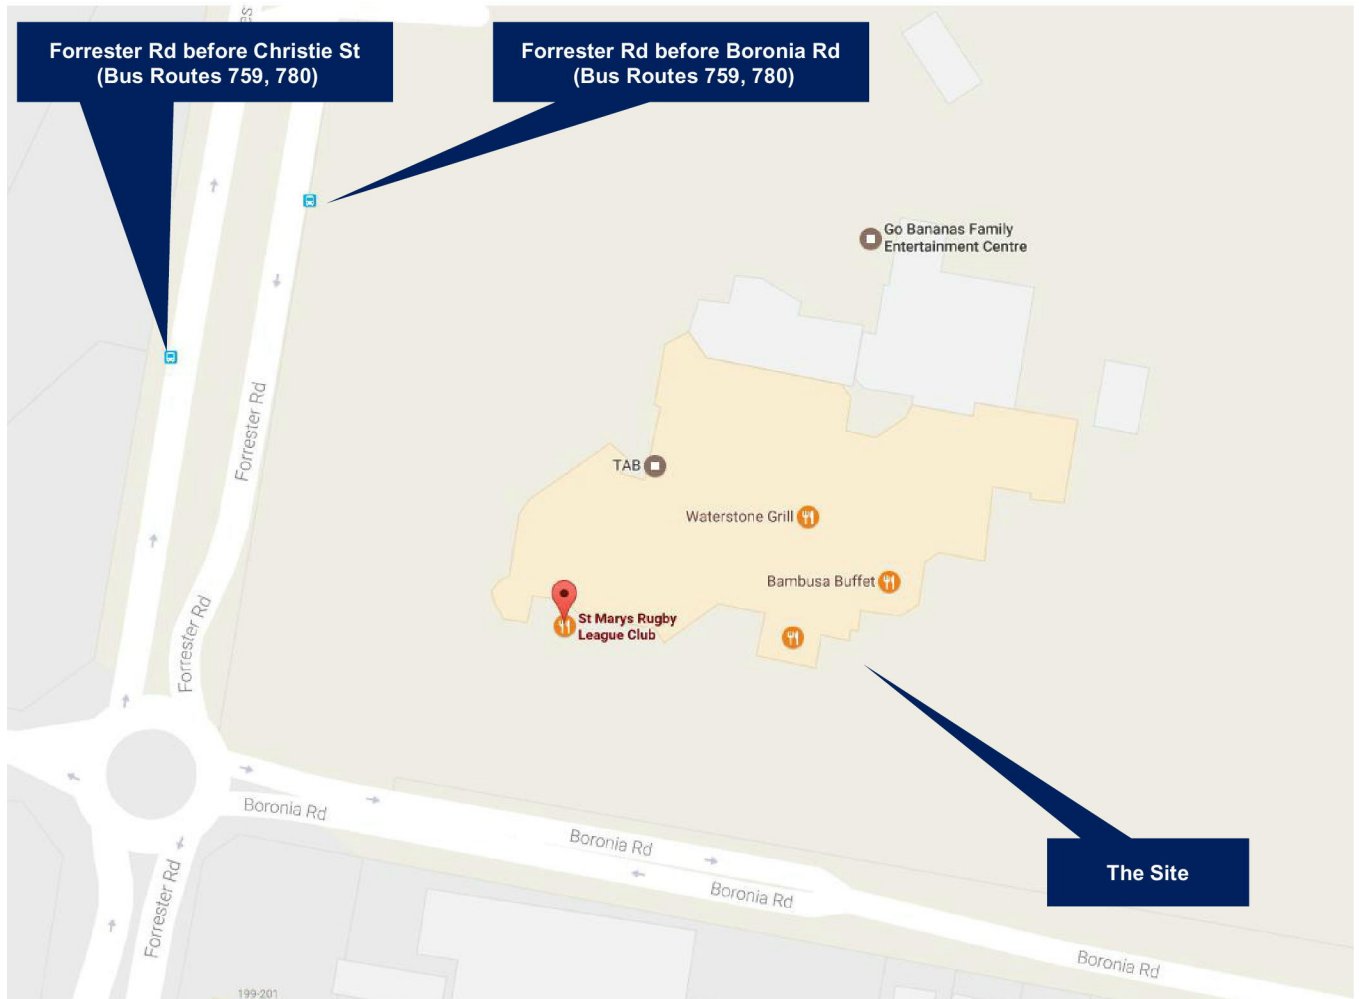 es
Forrester Rd before Christie St
(Bus Routes 759, 780)
Forrester Rd before Boronia Rd
(Bus Routes 759, 780)
Go Bananas Family
Entertainment Centre
Forrester Rd
TAB
Waterstone Grill
Bambusa Buffet
Forrester Rd
St Marys Rugby
League Club
Boronia Rd
Boronia Rd
The Site
Boronia Rd
Forrester Rd
Boronia Rd
199-201